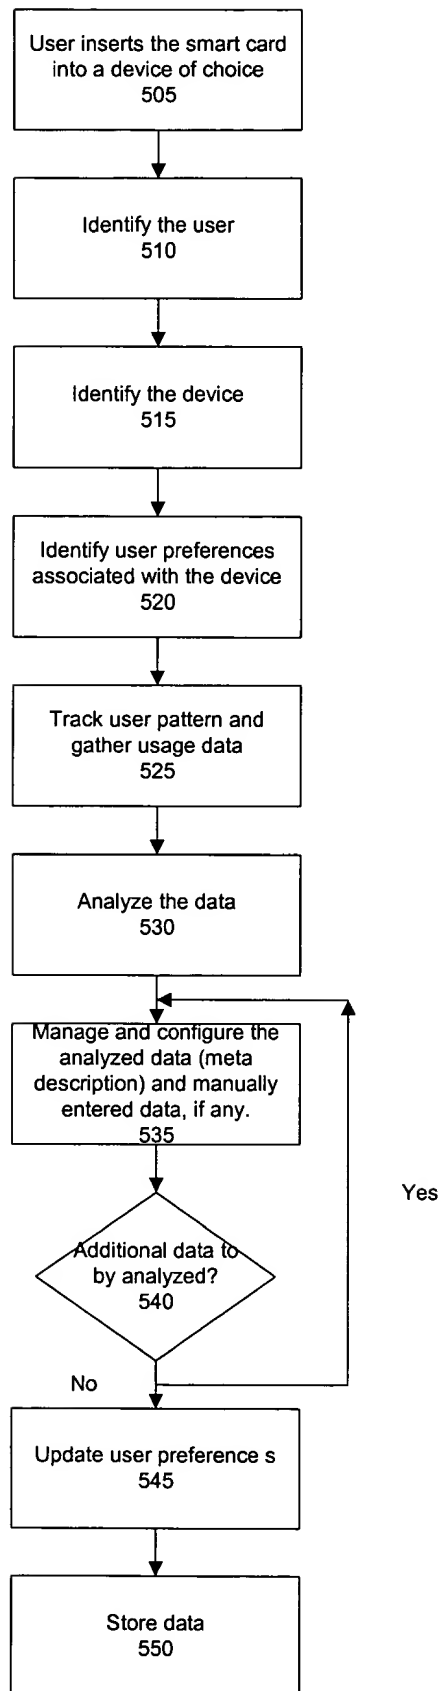 User inserts the smart card
into a device of choice
505
Identify the user
510
Identify the device
515
Identify user preferences
associated with the device
520
Track user pattern and
gather usage data
525
Analyze the data
530
Manage and configure the
analyzed data (meta
description) and manually
entered data, if any.
535
Yes
Additional data to
by analyzed?
540
No
Update user preference s
545
Store data
550